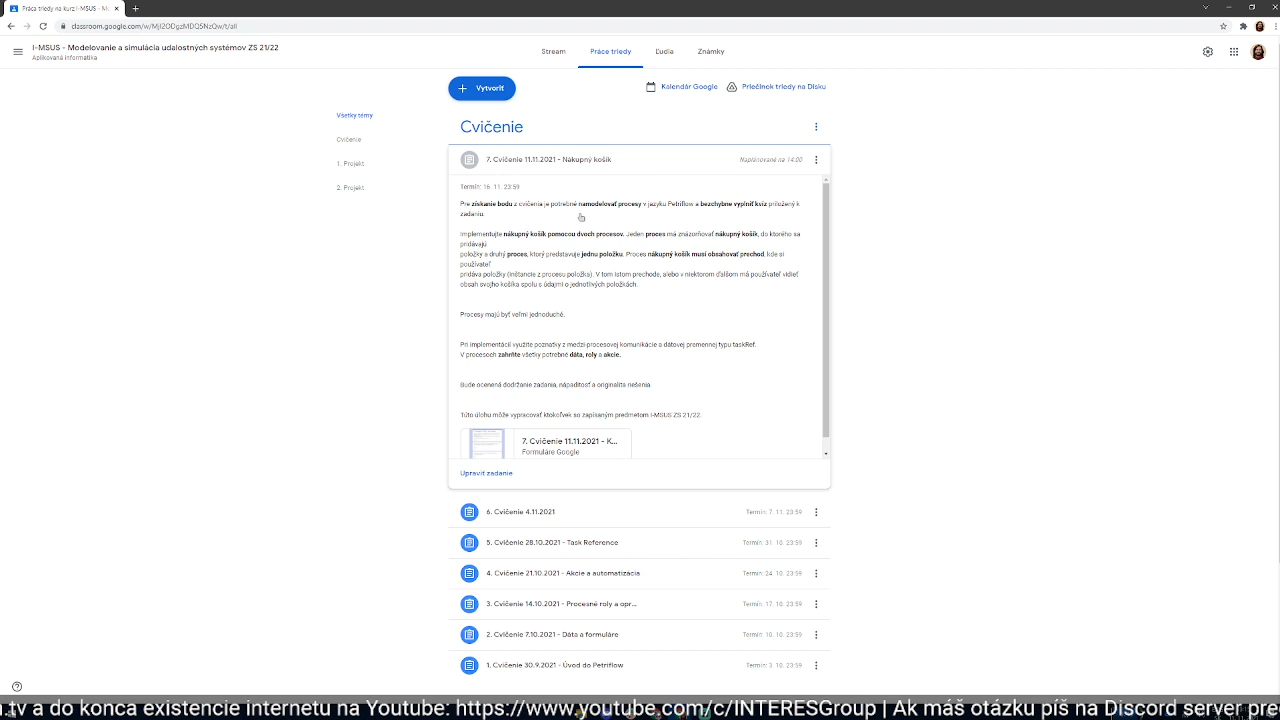 Práca triedy na kurz I-MSUS - M
classroom.google.com/w/MjI2ODgzMDQ5NzQw/t/all
I-MSUS - Modelovanie a simulácia udalostných systémov ZS 21/22
Aplikovaná informatika
Stream
Práce triedy
Ľudia
Známky
Vytvoriť
Kalendár Google
Priečinok triedy na Disku
Všetky témy
Cvičenie
1. Projekt
2. Projekt
Cvičenie
7. Cvičenie 11.11.2021 - Nákupný košík
Naplánované na 14:00
Termín: 16. 11. 23:59
Pre získanie bodu z cvičenia je potrebné namodelovať procesy v jazyku Petriflow a bezchybne vyplniť kvíz priložený k
zadaniu.
Implementujte nákupný košík pomocou dvoch procesov. Jeden proces má znázorňovať nákupný košík, do ktorého sa
pridávajú
položky a druhý proces, ktorý predstavuje jednu položku. Proces nákupný košík musí obsahovať prechod, kde si
používateľ
pridáva položky (inštancie z procesu položka). V tom istom prechode, alebo v niektorom ďalšom má používateľ vidieť
obsah svojho košíka spolu s údajmi o jednotlivých položkách.
Procesy majú byť veľmi jednoduché.
Pri implementácií využite poznatky z medzi-procesovej komunikácie a dátovej premennej typu taskRef.
V procesoch zahrňte všetky potrebné dáta, roly a akcie.
Bude ocenená dodržanie zadania, nápaditosť a originalita riešenia.
Túto úlohu môže vypracovať ktokoľvek so zapísaným predmetom I-MSUS ZS 21/22.
7. Cvičenie 11.11.2021 - K...
Formuláre Google
Upraviť zadanie
6. Cvičenie 4.11.2021
Termín: 7. 11. 23:59
5. Cvičenie 28.10.2021 - Task Reference
Termín: 31. 10. 23:59
4. Cvičenie 21.10.2021 - Akcie a automatizácia
Termín: 24. 10. 23:59
3. Cvičenie 14.10.2021 - Procesné roly a opr...
Termín: 17. 10. 23:59
2. Cvičenie 7.10.2021 - Dáta a formuláre
Termín: 10. 10. 23:59
1. Cvičenie 30.9.2021 - Úvod do Petriflow
Termín: 3. 10. 23:59
.tv a do konca existencie internetu na Youtube: https://www.youtube.com/c/INTERESGroup | Ak máš otázku píš na Discord serveri pre